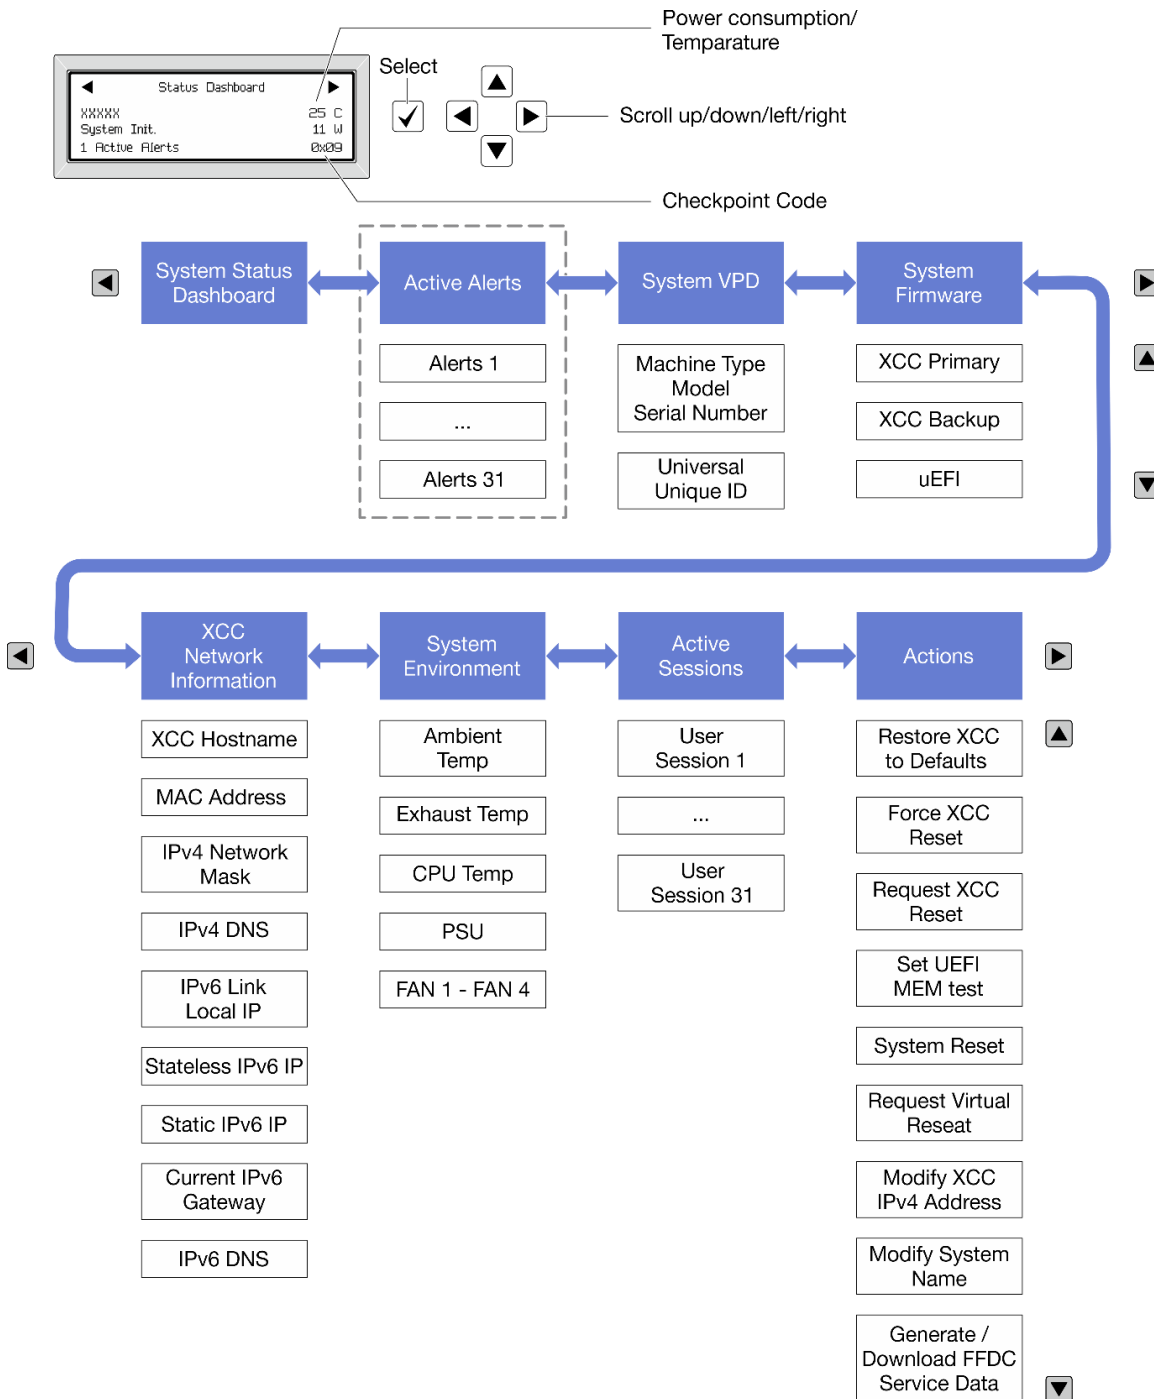 Power consumption/
Temparature
Select
Status Dashboard
XXXXX 25 C
System Init. 11 W
1 Active Alerts 0x09
Scroll up/down/left/right
Checkpoint Code
System Status
Dashboard
Active Alerts
System VPD
System
Firmware
Alerts 1
...
Alerts 31
Machine Type
Model
Serial Number
Universal
Unique ID
XCC Primary
XCC Backup
uEFI
XCC
Network
Information
System
Environment
Active
Sessions
Actions
XCC Hostname
MAC Address
IPv4 Network
Mask
IPv4 DNS
IPv6 Link
Local IP
Stateless IPv6 IP
Static IPv6 IP
Current IPv6
Gateway
IPv6 DNS
Ambient
Temp
Exhaust Temp
CPU Temp
PSU
FAN 1 - FAN 4
User
Session 1
...
User
Session 31
Restore XCC
to Defaults
Force XCC
Reset
Request XCC
Reset
Set UEFI
MEM test
System Reset
Request Virtual
Reseat
Modify XCC
IPv4 Address
Modify System
Name
Generate /
Download FFDC
Service Data